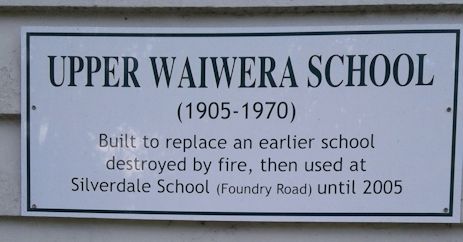 UPPER WAIWERA SCHOOL
(1905-1970)
Built to replace an earlier school
destroyed by fire, then used at
Silverdale School (Foundry Road) until 2005